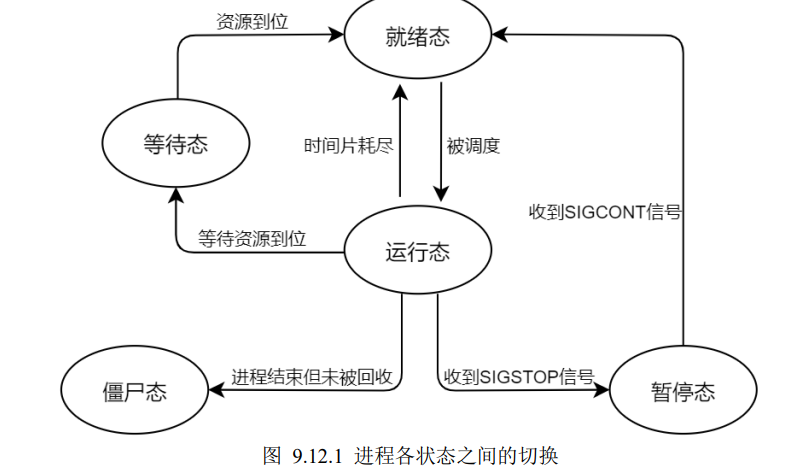 资源到位
就绪态
等待态
时间片耗尽
被调度
收到SIGCONT信号
等待资源到位
运行态
僵尸态
进程结束但未被回收
收到SIGSTOP信号
暂停态
图 9.12.1 进程各状态之间的切换